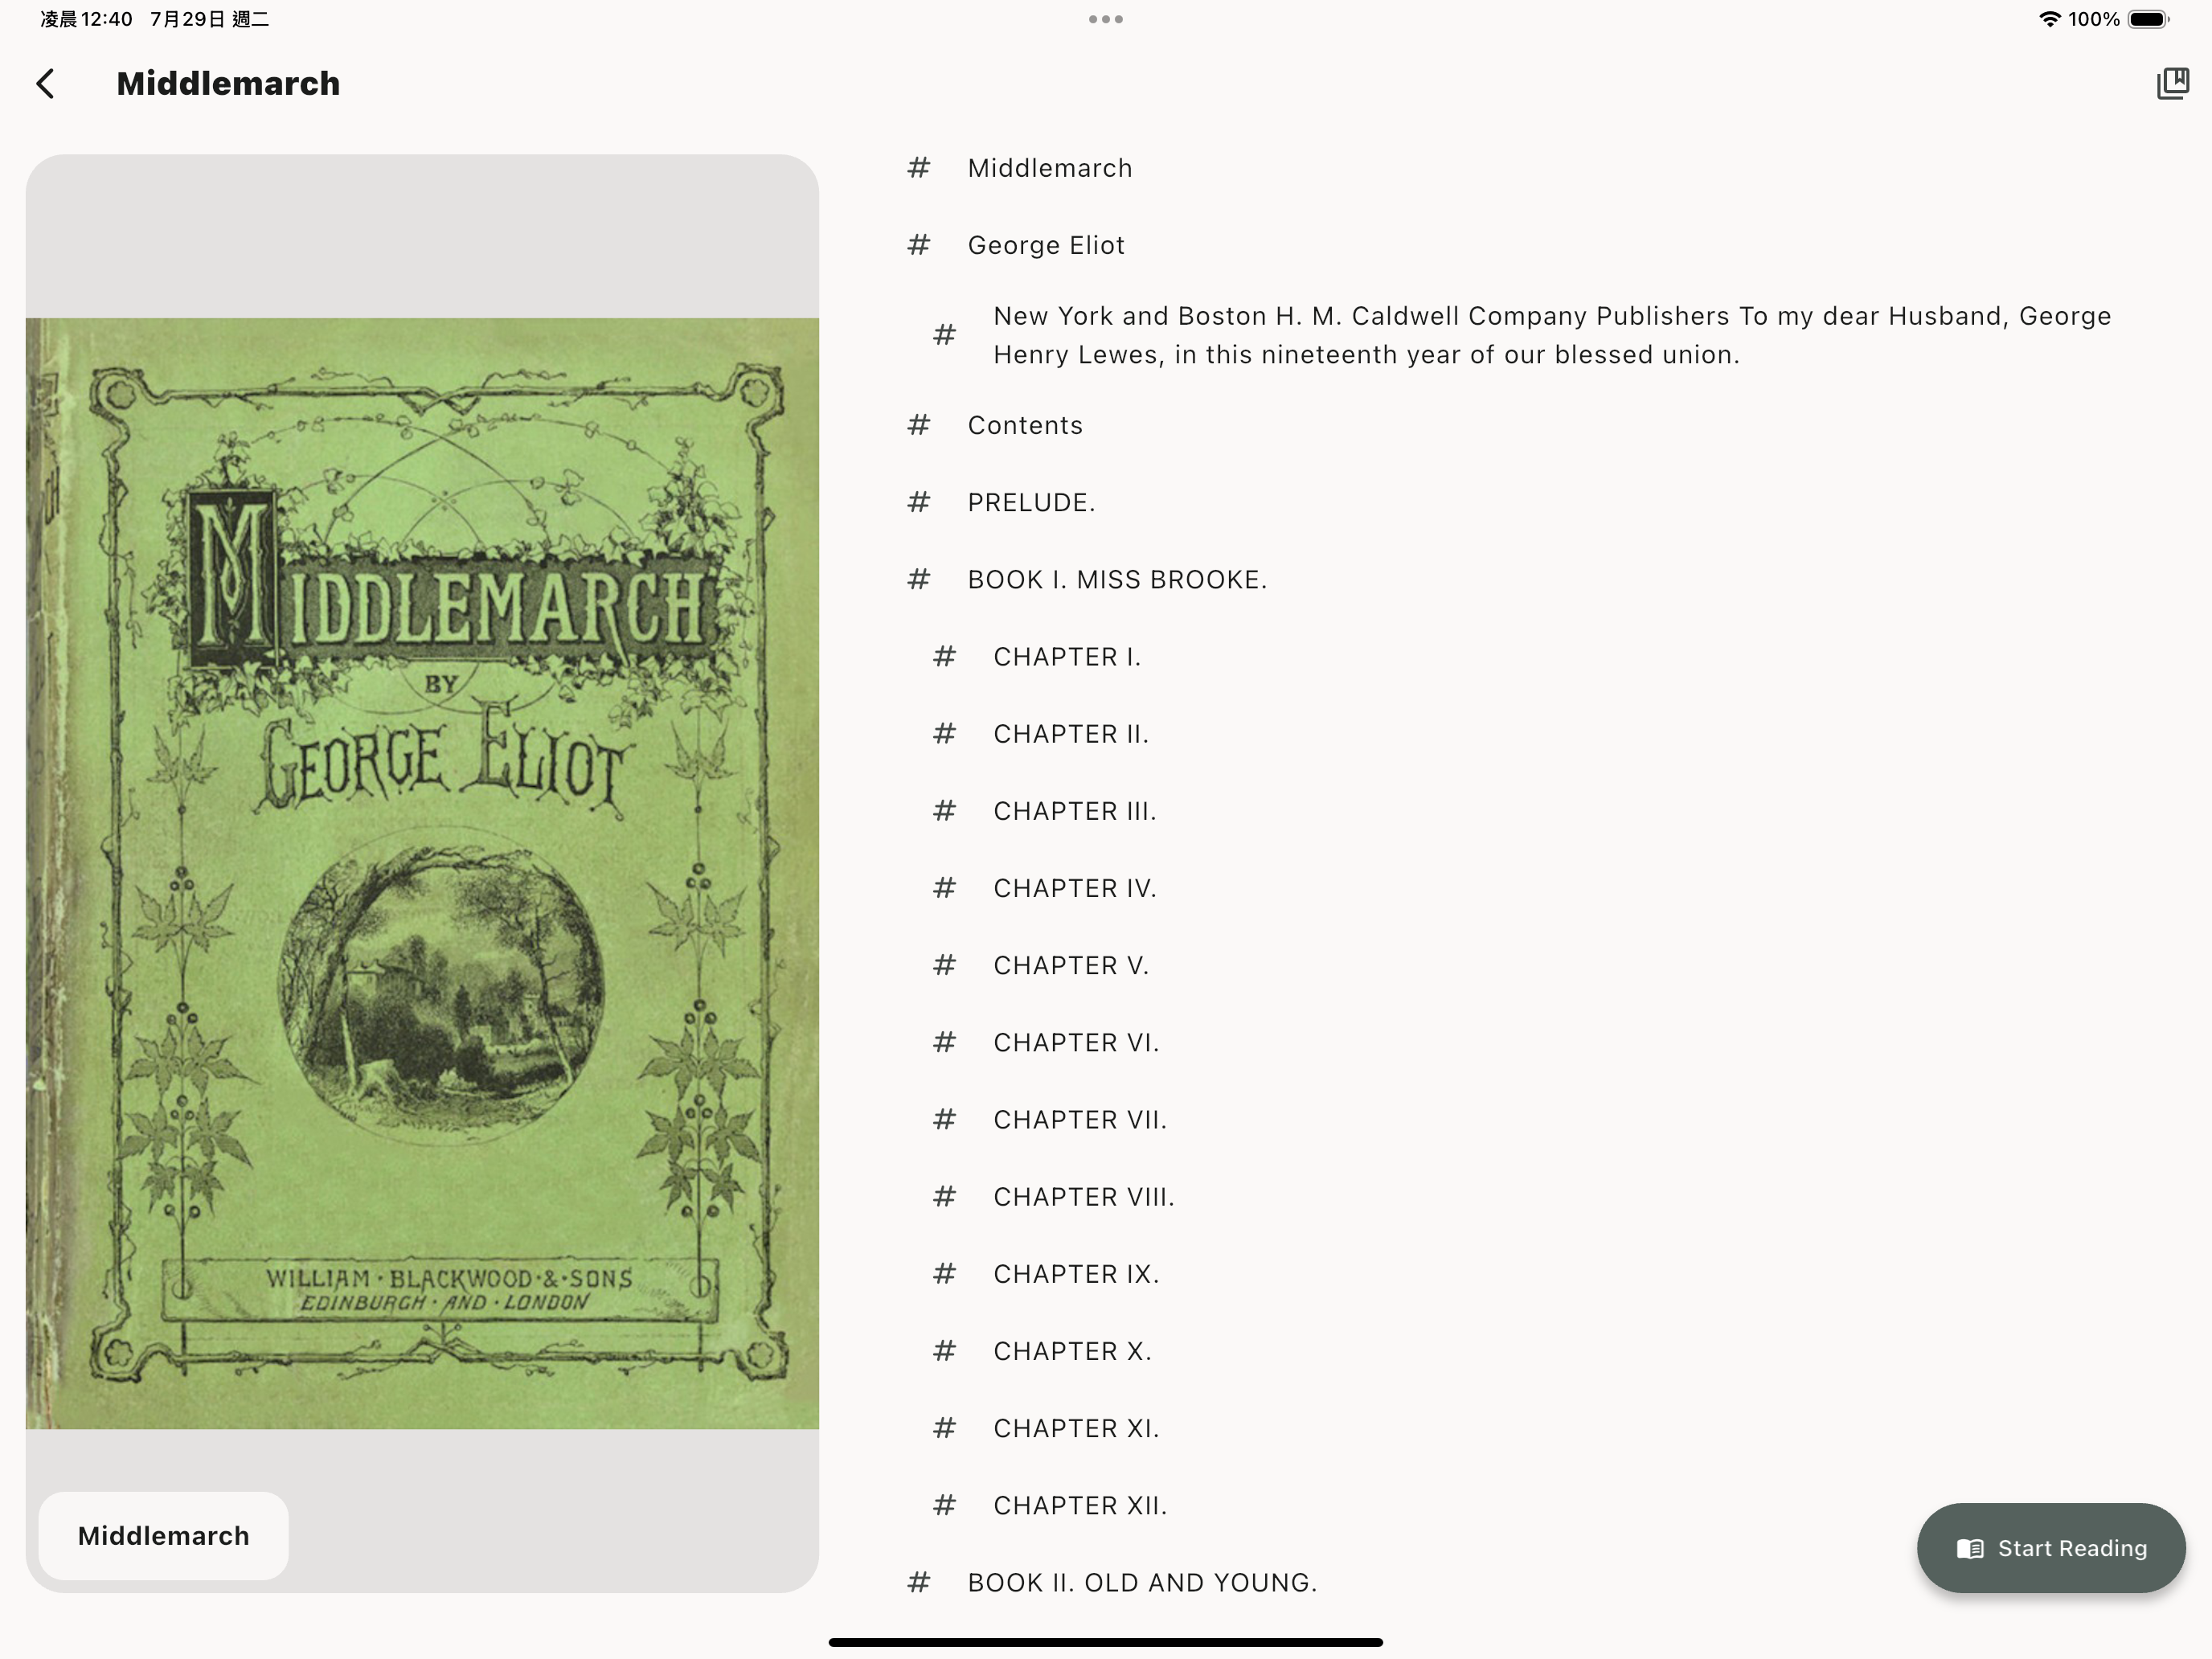 凌晨12:40 7月29日 週二
100%
Middlemarch
MIDDLEMARCH
BY
GEORGE ELIOT
WILLIAM · BLACKWOOD · & · SONS
EDINBURGH · AND · LONDON
Middlemarch
# Middlemarch
# George Eliot
# New York and Boston H. M. Caldwell Company Publishers To my dear Husband, George
Henry Lewes, in this nineteenth year of our blessed union.
# Contents
# PRELUDE.
# BOOK I. MISS BROOKE.
# CHAPTER I.
# CHAPTER II.
# CHAPTER III.
# CHAPTER IV.
# CHAPTER V.
# CHAPTER VI.
# CHAPTER VII.
# CHAPTER VIII.
# CHAPTER IX.
# CHAPTER X.
# CHAPTER XI.
# CHAPTER XII.
# BOOK II. OLD AND YOUNG.
Start Reading